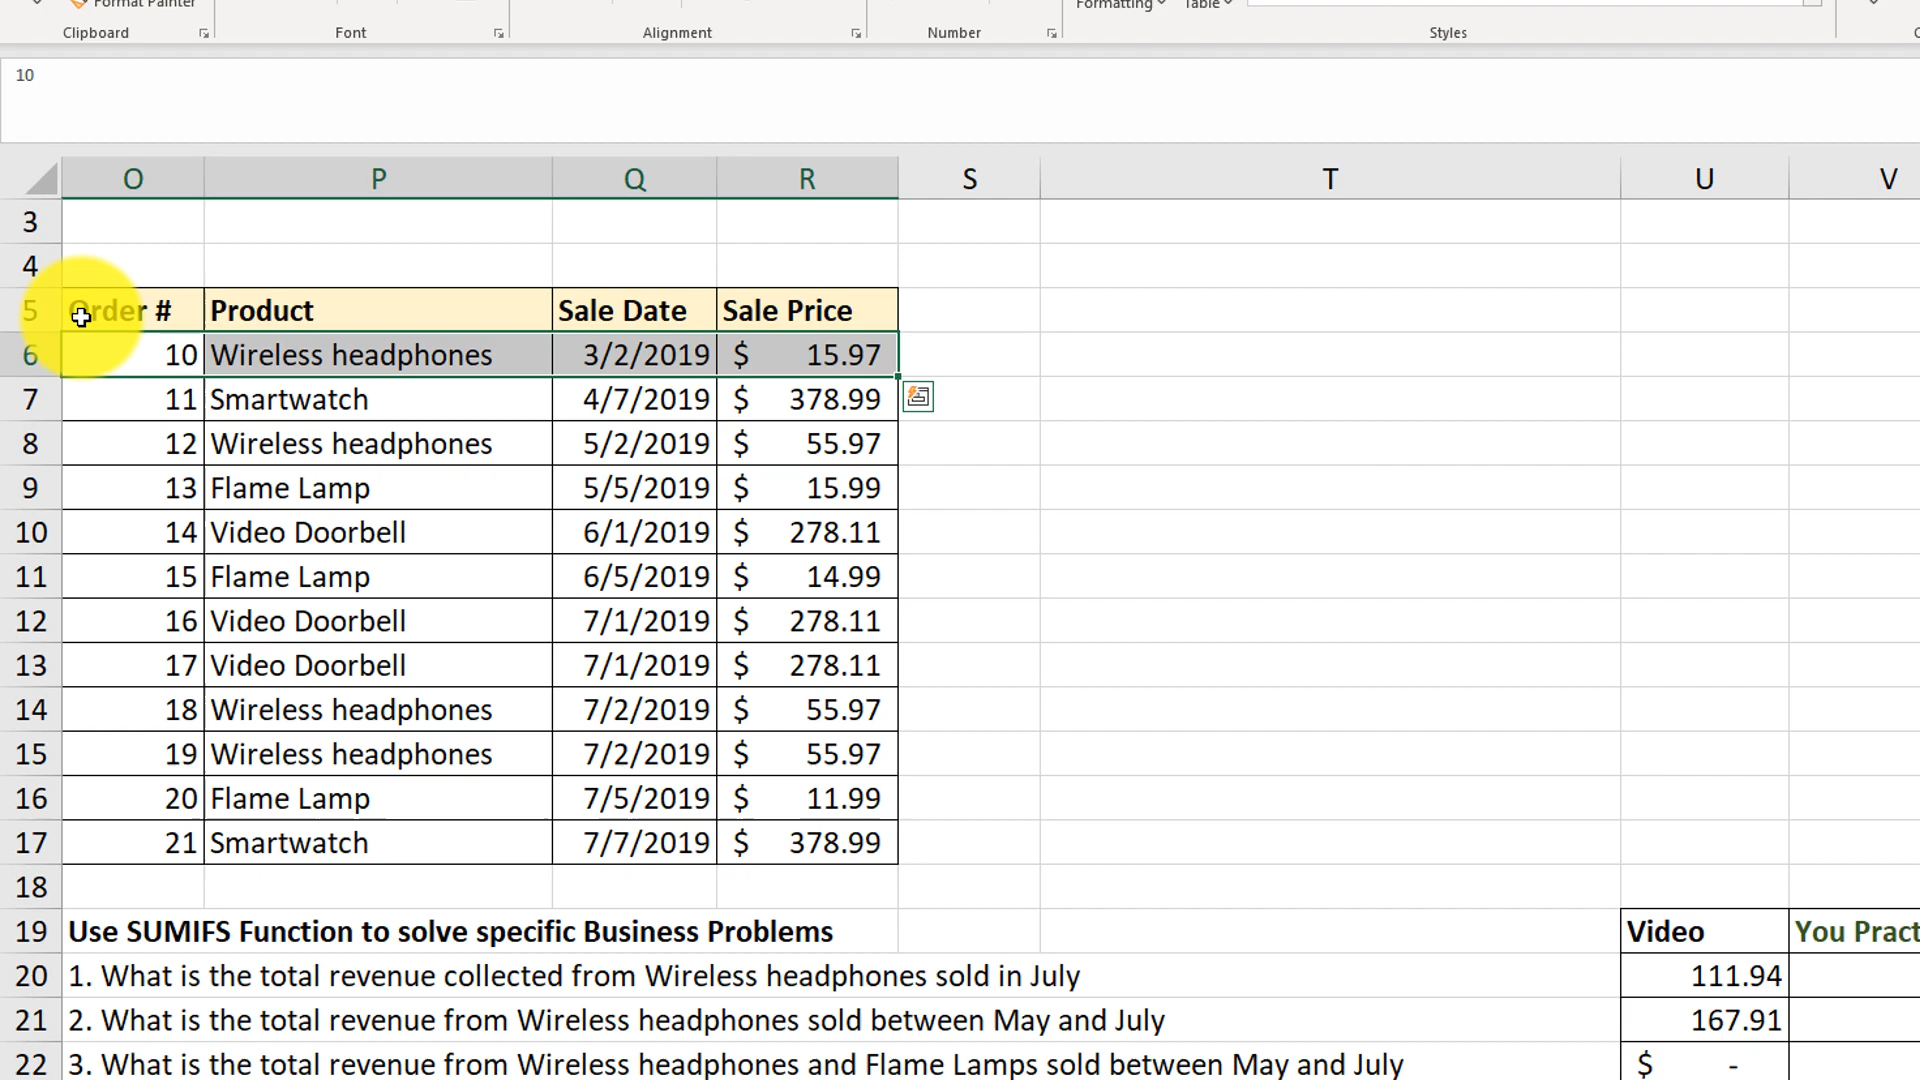 Format Painter
Formatting Table
Clipboard Font Alignment Number Styles
10
O P Q R S T U V
3
4
5 Order # Product Sale Date Sale Price
6 10 Wireless headphones 3/2/2019 $ 15.97
7 11 Smartwatch 4/7/2019 $ 378.99
8 12 Wireless headphones 5/2/2019 $ 55.97
9 13 Flame Lamp 5/5/2019 $ 15.99
10 14 Video Doorbell 6/1/2019 $ 278.11
11 15 Flame Lamp 6/5/2019 $ 14.99
12 16 Video Doorbell 7/1/2019 $ 278.11
13 17 Video Doorbell 7/1/2019 $ 278.11
14 18 Wireless headphones 7/2/2019 $ 55.97
15 19 Wireless headphones 7/2/2019 $ 55.97
16 20 Flame Lamp 7/5/2019 $ 11.99
17 21 Smartwatch 7/7/2019 $ 378.99
18
19 Use SUMIFS Function to solve specific Business Problems Video You Pract
20 1. What is the total revenue collected from Wireless headphones sold in July 111.94
21 2. What is the total revenue from Wireless headphones sold between May and July 167.91
22 3. What is the total revenue from Wireless headphones and Flame Lamps sold between May and July $ -